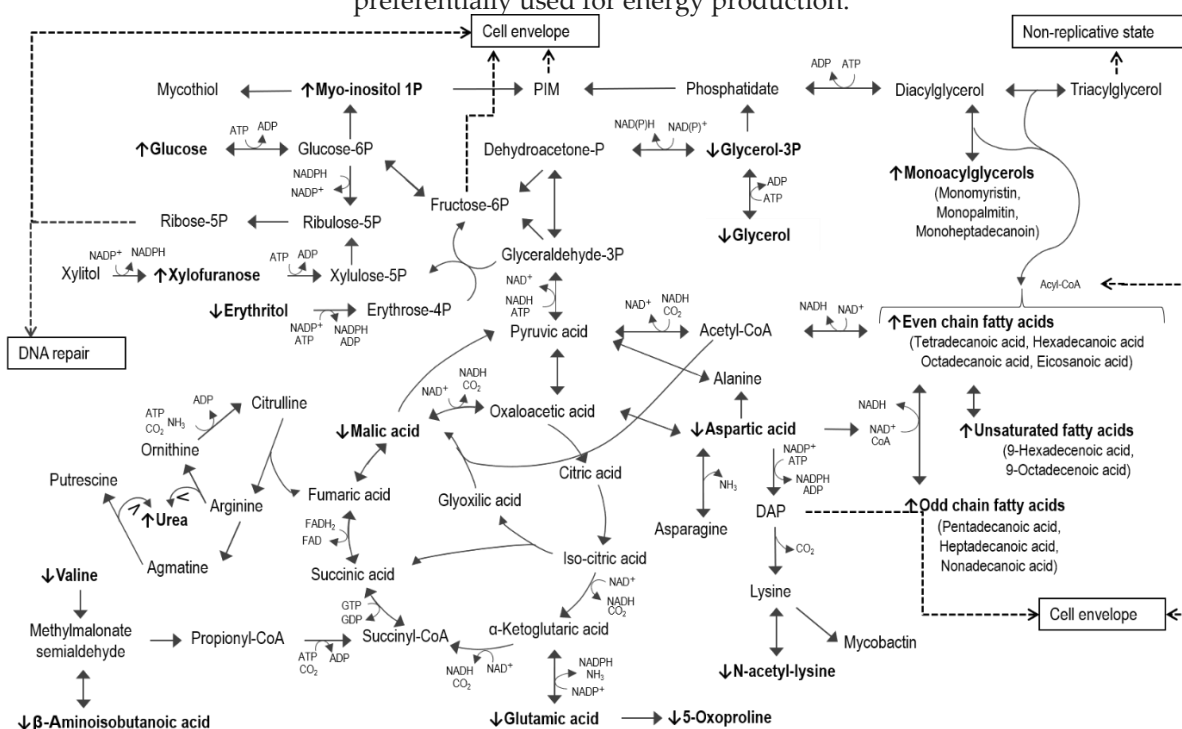 preferentially used for energy production.
Cell envelope
Non-replicative state
Mycothiol
↑Myo-inositol 1P
PIM
Phosphatidate
ADP
ATP
Diacylglycerol
Triacylglycerol
ATP
ADP
↑Glucose
Glucose-6P
NADPH
NADP⁺
Dehydroacetone-P
NAD(P)H
NAD(P)⁺
↓Glycerol-3P
ADP
ATP
↓Glycerol
↑Monoacylglycerols
(Monomyristin,
Monopalmitin,
Monoheptadecanoin)
Fructose-6P
Ribose-5P
Ribulose-5P
Glyceraldehyde-3P
NADP⁺
NADPH
ATP
ADP
Xylitol
↑Xylofuranose
Xylulose-5P
NAD⁺
NADH
ATP
Acyl-CoA
↓Erythritol
Erythrose-4P
NADP⁺
ATP
NADPH
ADP
DNA repair
Pyruvic acid
NAD⁺
NADH
CO₂
Acetyl-CoA
NADH
NAD⁺
↑Even chain fatty acids
(Tetradecanoic acid, Hexadecanoic acid
Octadecanoic acid, Eicosanoic acid)
Alanine
NADH
CO₂
NAD⁺
NADH
NAD⁺
CoA
ATP
CO₂
NH₃
ADP
Citrulline
↓Malic acid
Oxaloacetic acid
↓Aspartic acid
↑Unsaturated fatty acids
(9-Hexadecenoic acid,
9-Octadecenoic acid)
Ornithine
NADP⁺
ATP
NADPH
ADP
Putrescine
Citric acid
NH₃
Fumaric acid
Glyoxilic acid
Arginine
↑Urea
↑Odd chain fatty acids
(Pentadecanoic acid,
Heptadecanoic acid,
Nonadecanoic acid)
DAP
Asparagine
FADH₂
FAD
CO₂
Iso-citric acid
Agmatine
Succinic acid
↓Valine
NAD⁺
NADH
CO₂
Lysine
GTP
GDP
Cell envelope
Methylmalonate
semialdehyde
Propionyl-CoA
ATP
CO₂
ADP
Succinyl-CoA
α-Ketoglutaric acid
Mycobactin
NADH
CO₂
NAD⁺
NADPH
NH₃
NADP⁺
↓N-acetyl-lysine
↓β-Aminoisobutanoic acid
↓Glutamic acid
↓5-Oxoproline